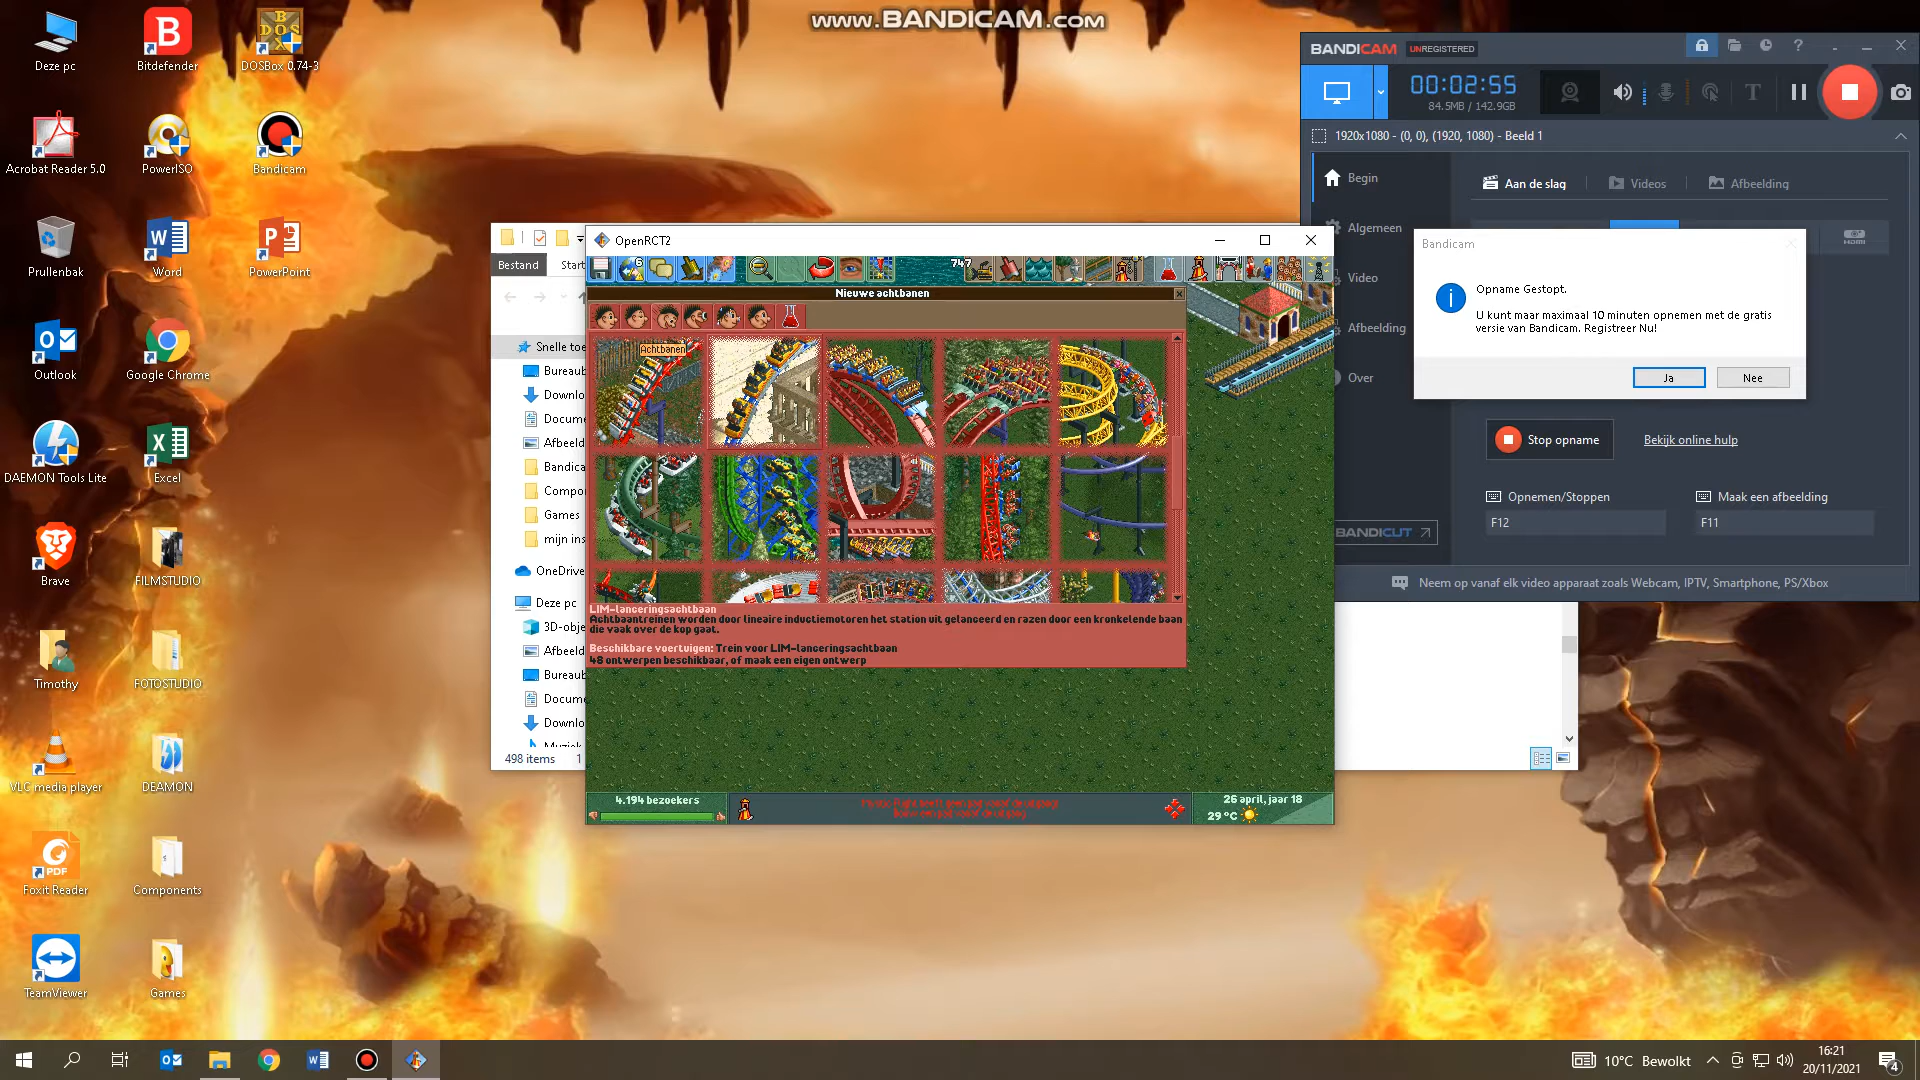 www.BANDICAM.com
Deze pc
Bitdefender
DOSBox 0.74-3
Acrobat Reader 5.0
PowerISO
Bandicam
Prullenbak
Word
PowerPoint
Outlook
Google Chrome
DAEMON Tools Lite
Excel
Brave
FILMSTUDIO
Timothy
FOTOSTUDIO
VLC media player
DEAMON
Foxit Reader
Components
TeamViewer
Games
Bestand
Start
Snelle toe
Bureaub
Downlo
Docume
Afbeeld
Bandica
Compo
Games
mijn ins
OneDrive
Deze pc
3D-obje
Afbeeld
Bureaub
Docume
Downlo
Muziek
498 items
1
OpenRCT2
6
747
Nieuwe achtbanen
Achtbanen
LIM-lanceringsachtbaan
Achtbaantreinen worden door lineaire inductiemotoren het station uit gelanceerd en razen door een kronkelende baan
die vaak over de kop gaat.
Beschikbare voertuigen: Trein voor LIM-lanceringsachtbaan
48 ontwerpen beschikbaar, of maak een eigen ontwerp
4.194 bezoekers
26 april, jaar 18
29 °C
BANDICAM UNREGISTERED
00:02:55
84.5MB / 142.9GB
1920x1080 - (0, 0), (1920, 1080) - Beeld 1
Begin
Algemeen
Video
Afbeelding
Over
Aan de slag
Videos
Afbeelding
HDMI
Bandicam
Opname Gestopt.
U kunt maar maximaal 10 minuten opnemen met de gratis
versie van Bandicam. Registreer Nu!
Ja
Nee
Stop opname
Bekijk online hulp
Opnemen/Stoppen
Maak een afbeelding
F12
F11
BANDICUT
Neem op vanaf elk video apparaat zoals Webcam, IPTV, Smartphone, PS/Xbox
10°C Bewolkt
16:21
20/11/2021
4